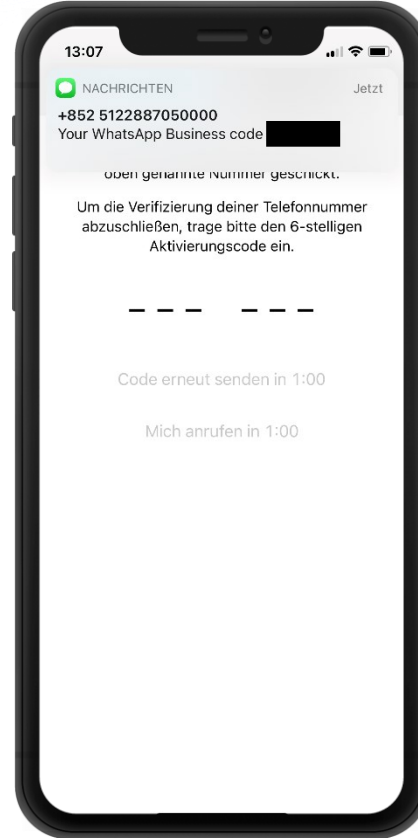 13:07
NACHRICHTEN Jetzt
+852 5122887050000
Your WhatsApp Business code
oben genannte Nummer geschickt.
Um die Verifizierung deiner Telefonnummer
abzuschließen, trage bitte den 6-stelligen
Aktivierungscode ein.
Code erneut senden in 1:00
Mich anrufen in 1:00